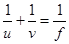 1/u + 1/v = 1/f